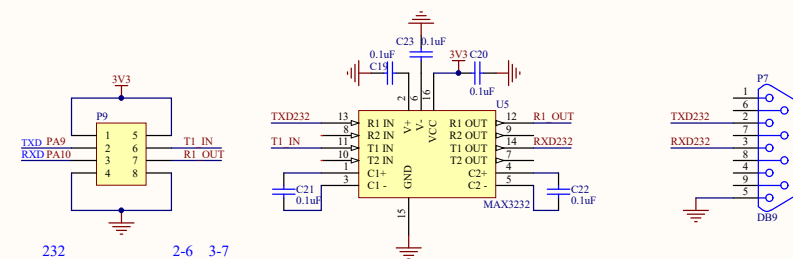 3V3
P9
1 5
TXD PA9 2 6 T1_IN
RXD PA10 3 7 R1_OUT
4 8
232 2-6 3-7
C23 0.1uF
0.1uF 3V3 C20
C19
0.1uF
2 6 16
U5
TXD232 13 R1 IN V+ V- VCC R1 OUT 12 R1_OUT
8 R2 IN R2 OUT 9
T1_IN 11 T1 IN T1 OUT 14 RXD232
10 T2 IN T2 OUT 7
1 C1+ GND C2+ 4
3 C1 - C2 - 5
C21
0.1uF
C22
0.1uF
15
MAX3232
P7
1
6
TXD232 2
7
RXD232 3
8
4
9
5
DB9